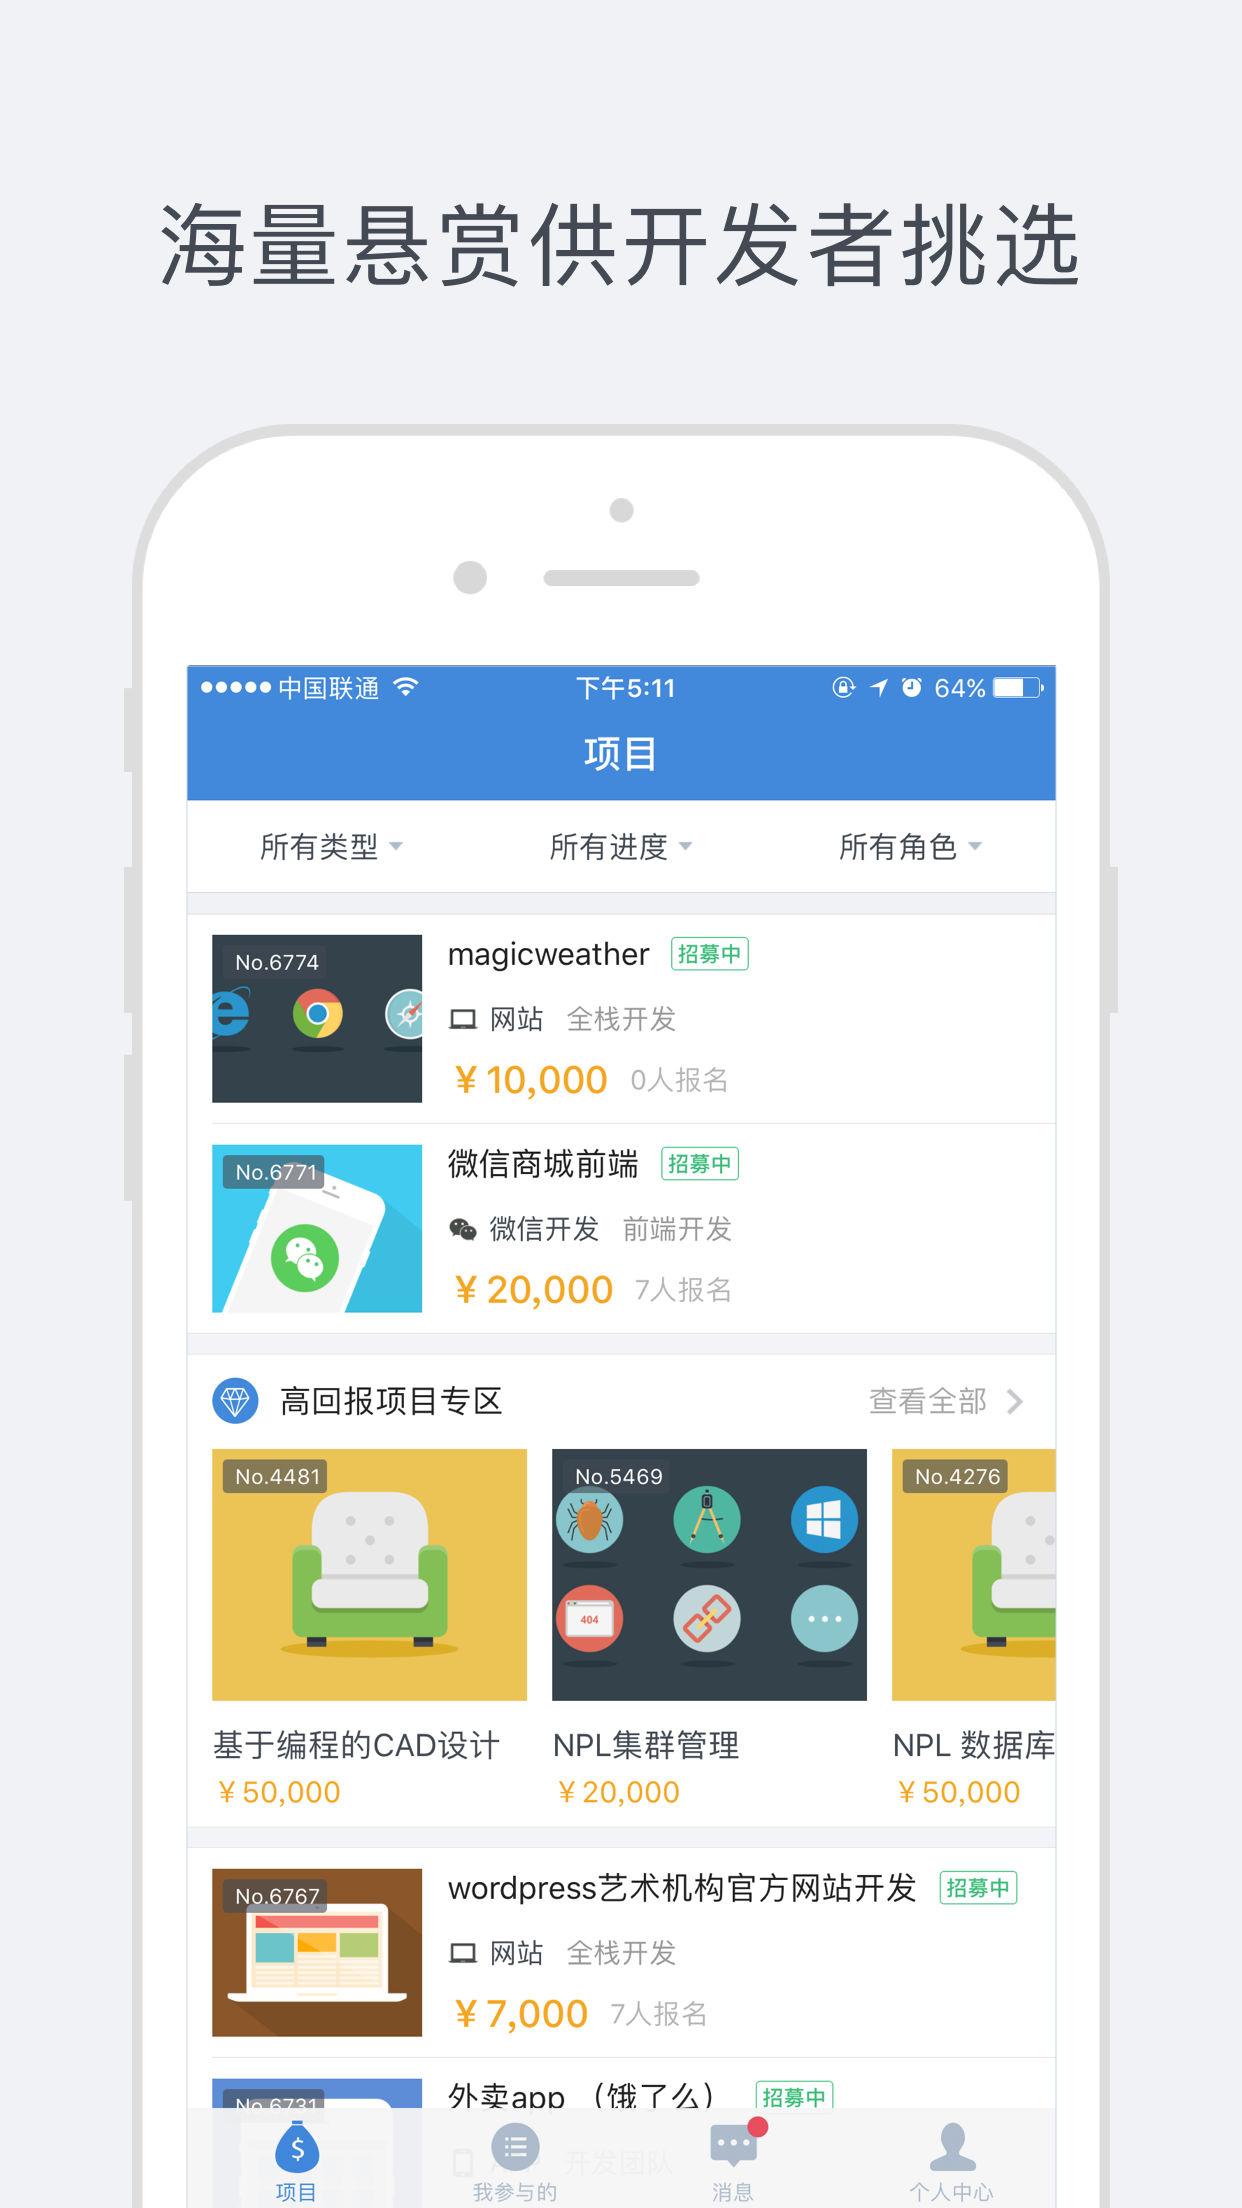 海量悬赏供开发者挑选
中国联通 下午5:11 64%
项目
所有类型 所有进度 所有角色
No.6774
magicweather 招募中
网站 全栈开发
¥ 10,000 0人报名
No.6771
微信商城前端 招募中
微信开发 前端开发
¥ 20,000 7人报名
高回报项目专区 查看全部
No.4481 No.5469 No.4276
404
基于编程的CAD设计 NPL集群管理 NPL 数据库
¥ 50,000 ¥ 20,000 ¥ 50,000
No.6767
wordpress艺术机构官方网站开发 招募中
网站 全栈开发
¥ 7,000 7人报名
No.6731
外卖app （饿了么） 招募中
APP 开发团队
项目 我参与的 消息 个人中心